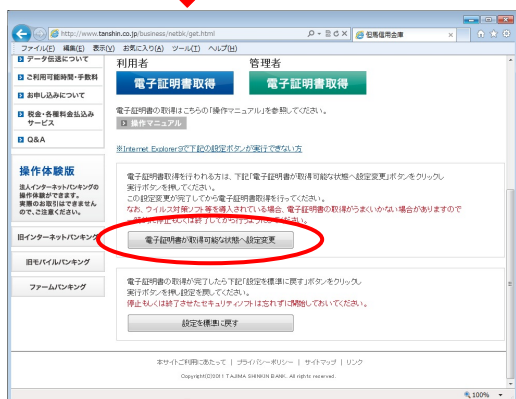 http://www.tanshin.co.jp/business/netbk/get.html
但馬信用金庫
ファイル(F) 編集(E) 表示(V) お気に入り(A) ツール(T) ヘルプ(H)
データ伝送について
ご利用可能時間・手数料
お申し込みについて
税金・各種料金払込み
サービス
Q&A
操作体験版
法人インターネットバンキングの
操作体験ができます。
実際のお取引はできません
ので、ご注意ください。
旧インターネットバンキング
旧モバイルバンキング
ファームバンキング
利用者 管理者
電子証明書取得 電子証明書取得
電子証明書の取得はこちらの「操作マニュアル」を参照してください。
操作マニュアル
※Internet Explorer9で下記の設定ボタンが実行できない方
電子証明書取得を行われる方は、下記「電子証明書が取得可能な状態へ設定変更」ボタンをクリックし
実行ボタンを押してください。
この設定変更が完了してから電子証明書取得を行ってください。
なお、ウイルス対策ソフト等を導入されている場合、電子証明書の取得がうまくいかない場合がありますので
電子証明書が取得可能な状態へ設定変更
電子証明書の取得が完了したら下記「設定を標準に戻す」ボタンをクリックし
実行ボタンを押し設定を戻してください。
停止もしくは終了させたセキュリティソフトは忘れずに開始しておいてください。
設定を標準に戻す
本サイトご利用にあたって | プライバシーポリシー | サイトマップ | リンク
Copyright(C)2011 TAJIMA SHINKIN BANK. All rights reserved.
100%